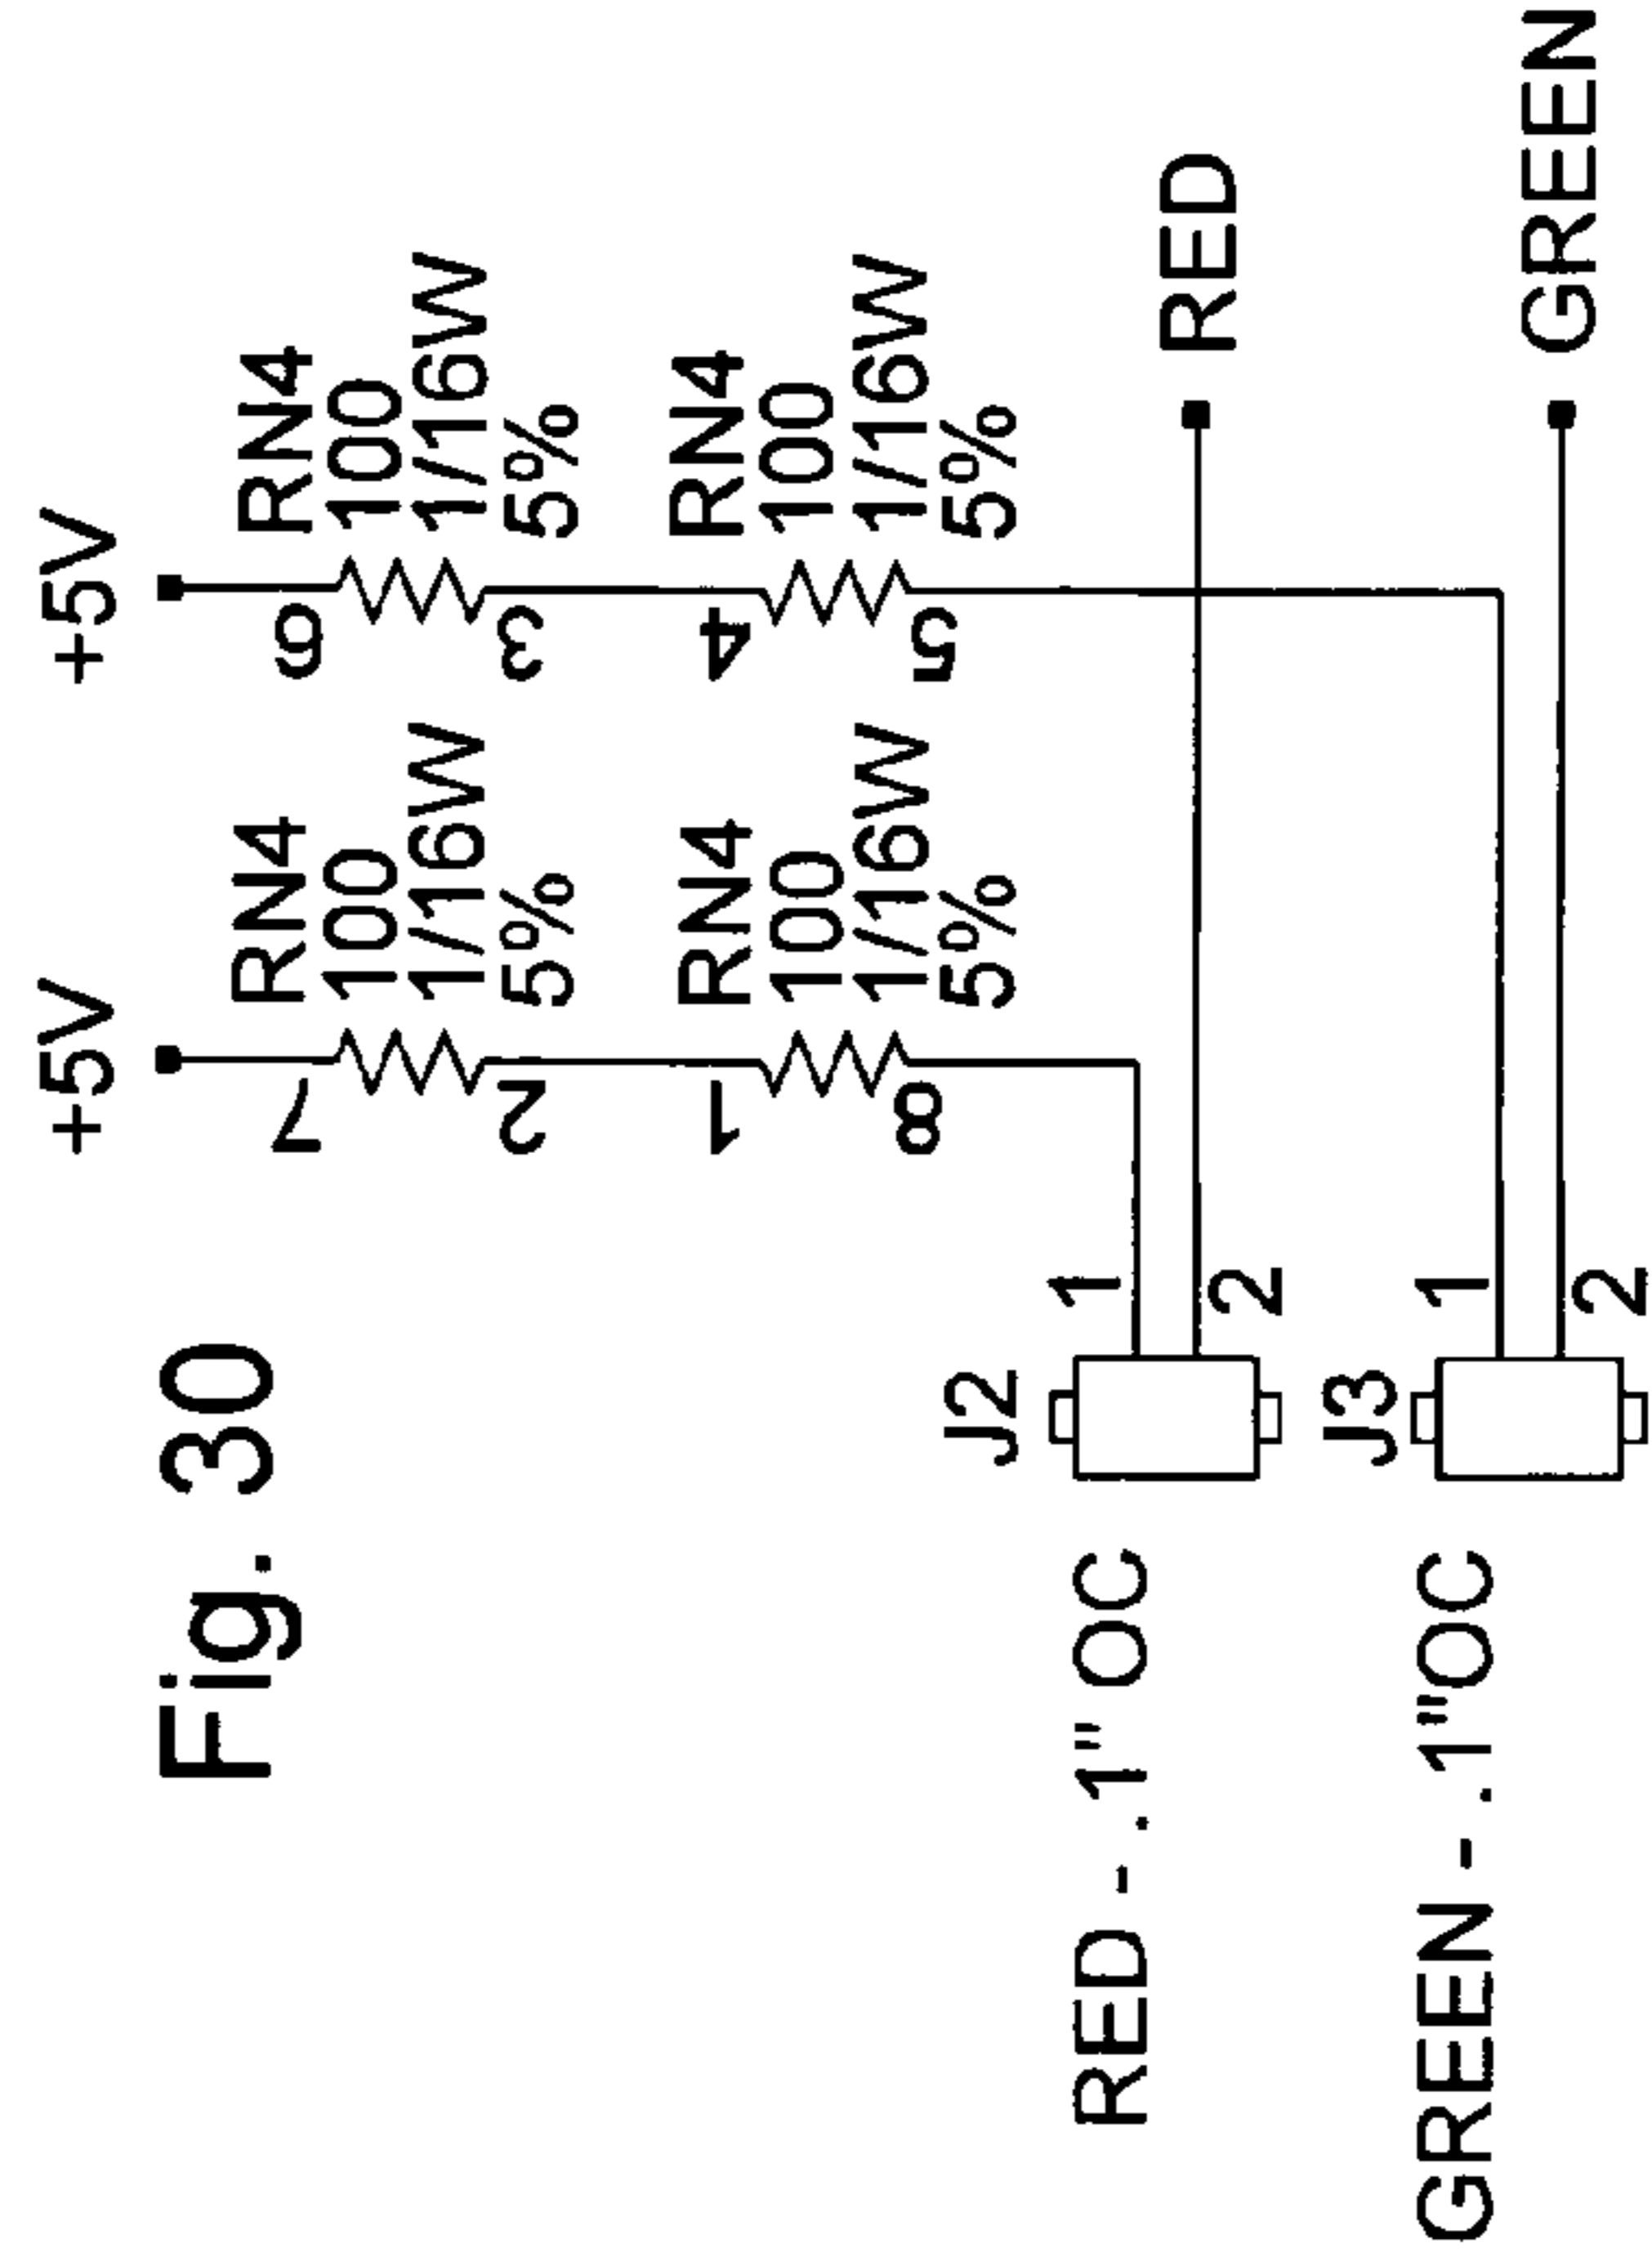 +5V
+5V
Fig. 30
7
RN4
100
1/16W
5%
2
6
RN4
100
1/16W
5%
3
1
RN4
100
1/16W
5%
8
4
RN4
100
1/16W
5%
5
J2
RED - .1" OC
1
2
RED
J3
GREEN - .1"OC
1
2
GREEN